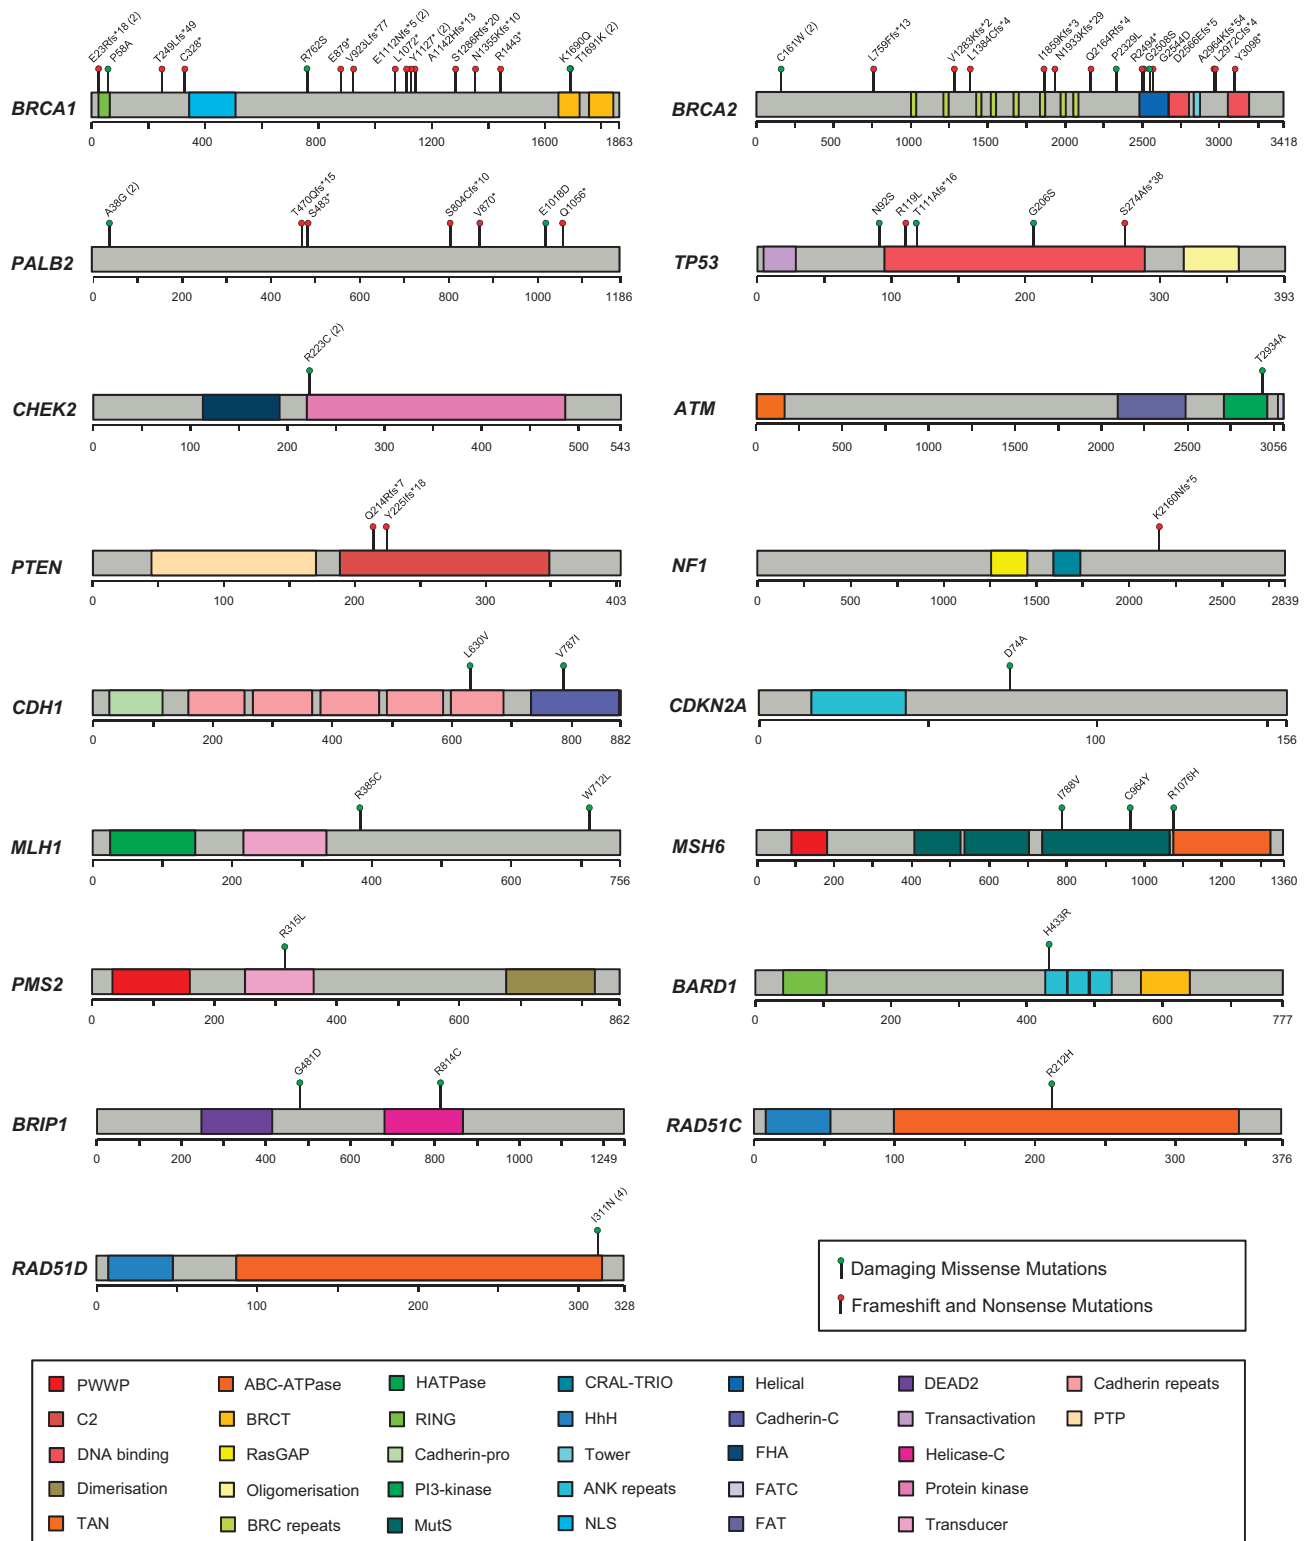 E23Rfs*18 (2)
P58A
T249Lfs*49
C328*
R762S
E879*
V923Lfs*77
E1112Nfs*5 (2)
L1072*
Y1127* (2)
A1142Hfs*13
S1286Rfs*20
N1355Kfs*10
R1443*
K1690Q
T1691K (2)
BRCA1
0 400 800 1200 1600 1863
C161W (2)
L759Ffs*13
V1283Kfs*2
L1384Cfs*4
I1859Kfs*3
N1933Kfs*29
Q2164Rfs*4
P2329L
R2494*
G2508S
G2544D
D2566Efs*5
A2964Kfs*54
L2972Cfs*4
Y3098*
BRCA2
0 500 1000 1500 2000 2500 3000 3418
A38G (2)
T470Qfs*15
S483*
S804Cfs*10
V870*
E1018D
Q1056*
PALB2
0 200 400 600 800 1000 1186
N92S
R119L
T111Afs*16
G206S
S274Afs*38
TP53
0 100 200 300 393
R223C (2)
CHEK2
0 100 200 300 400 500 543
T2934A
ATM
0 500 1000 1500 2000 2500 3056
Q214Rfs*7
Y225Ifs*18
PTEN
0 100 200 300 403
K2160Nfs*5
NF1
0 500 1000 1500 2000 2500 2839
L630V
V787I
CDH1
0 200 400 600 800 882
D74A
CDKN2A
0 100 156
R385C
W712L
MLH1
0 200 400 600 756
I788V
C964Y
R1076H
MSH6
0 200 400 600 800 1000 1200 1360
R315L
PMS2
0 200 400 600 862
H433R
BARD1
0 200 400 600 777
G481D
R814C
BRIP1
0 200 400 600 800 1000 1249
R212H
RAD51C
0 100 200 300 376
I311N (4)
RAD51D
0 100 200 300 328
Damaging Missense Mutations
Frameshift and Nonsense Mutations
PWWP ABC-ATPase HATPase CRAL-TRIO Helical DEAD2 Cadherin repeats
C2 BRCT RING HhH Cadherin-C Transactivation PTP
DNA binding RasGAP Cadherin-pro Tower FHA Helicase-C
Dimerisation Oligomerisation PI3-kinase ANK repeats FATC Protein kinase
TAN BRC repeats MutS NLS FAT Transducer